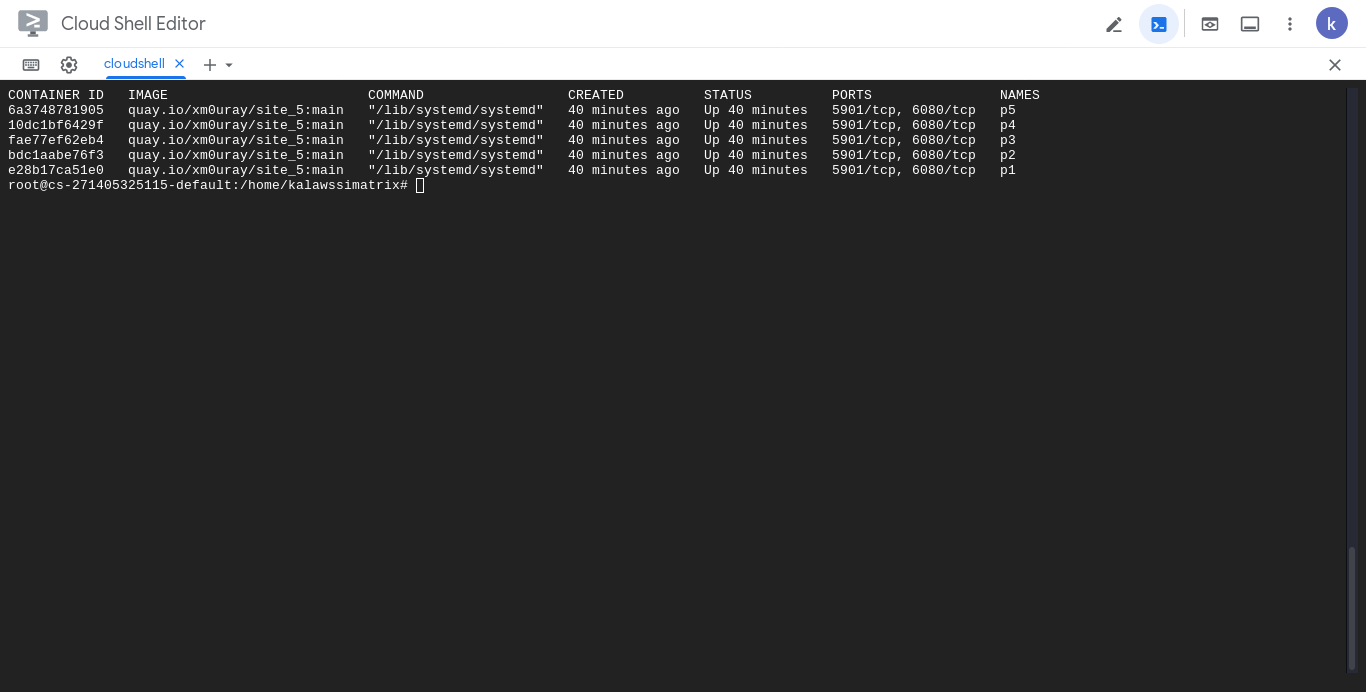 Cloud Shell Editor
k
cloudshell
CONTAINER ID   IMAGE                         COMMAND                  CREATED          STATUS          PORTS                NAMES
6a3748781905   quay.io/xm0uray/site_5:main   "/lib/systemd/systemd"   40 minutes ago   Up 40 minutes   5901/tcp, 6080/tcp   p5
10dc1bf6429f   quay.io/xm0uray/site_5:main   "/lib/systemd/systemd"   40 minutes ago   Up 40 minutes   5901/tcp, 6080/tcp   p4
fae77ef62eb4   quay.io/xm0uray/site_5:main   "/lib/systemd/systemd"   40 minutes ago   Up 40 minutes   5901/tcp, 6080/tcp   p3
bdc1aabe76f3   quay.io/xm0uray/site_5:main   "/lib/systemd/systemd"   40 minutes ago   Up 40 minutes   5901/tcp, 6080/tcp   p2
e28b17ca51e0   quay.io/xm0uray/site_5:main   "/lib/systemd/systemd"   40 minutes ago   Up 40 minutes   5901/tcp, 6080/tcp   p1
root@cs-271405325115-default:/home/kalawssimatrix#